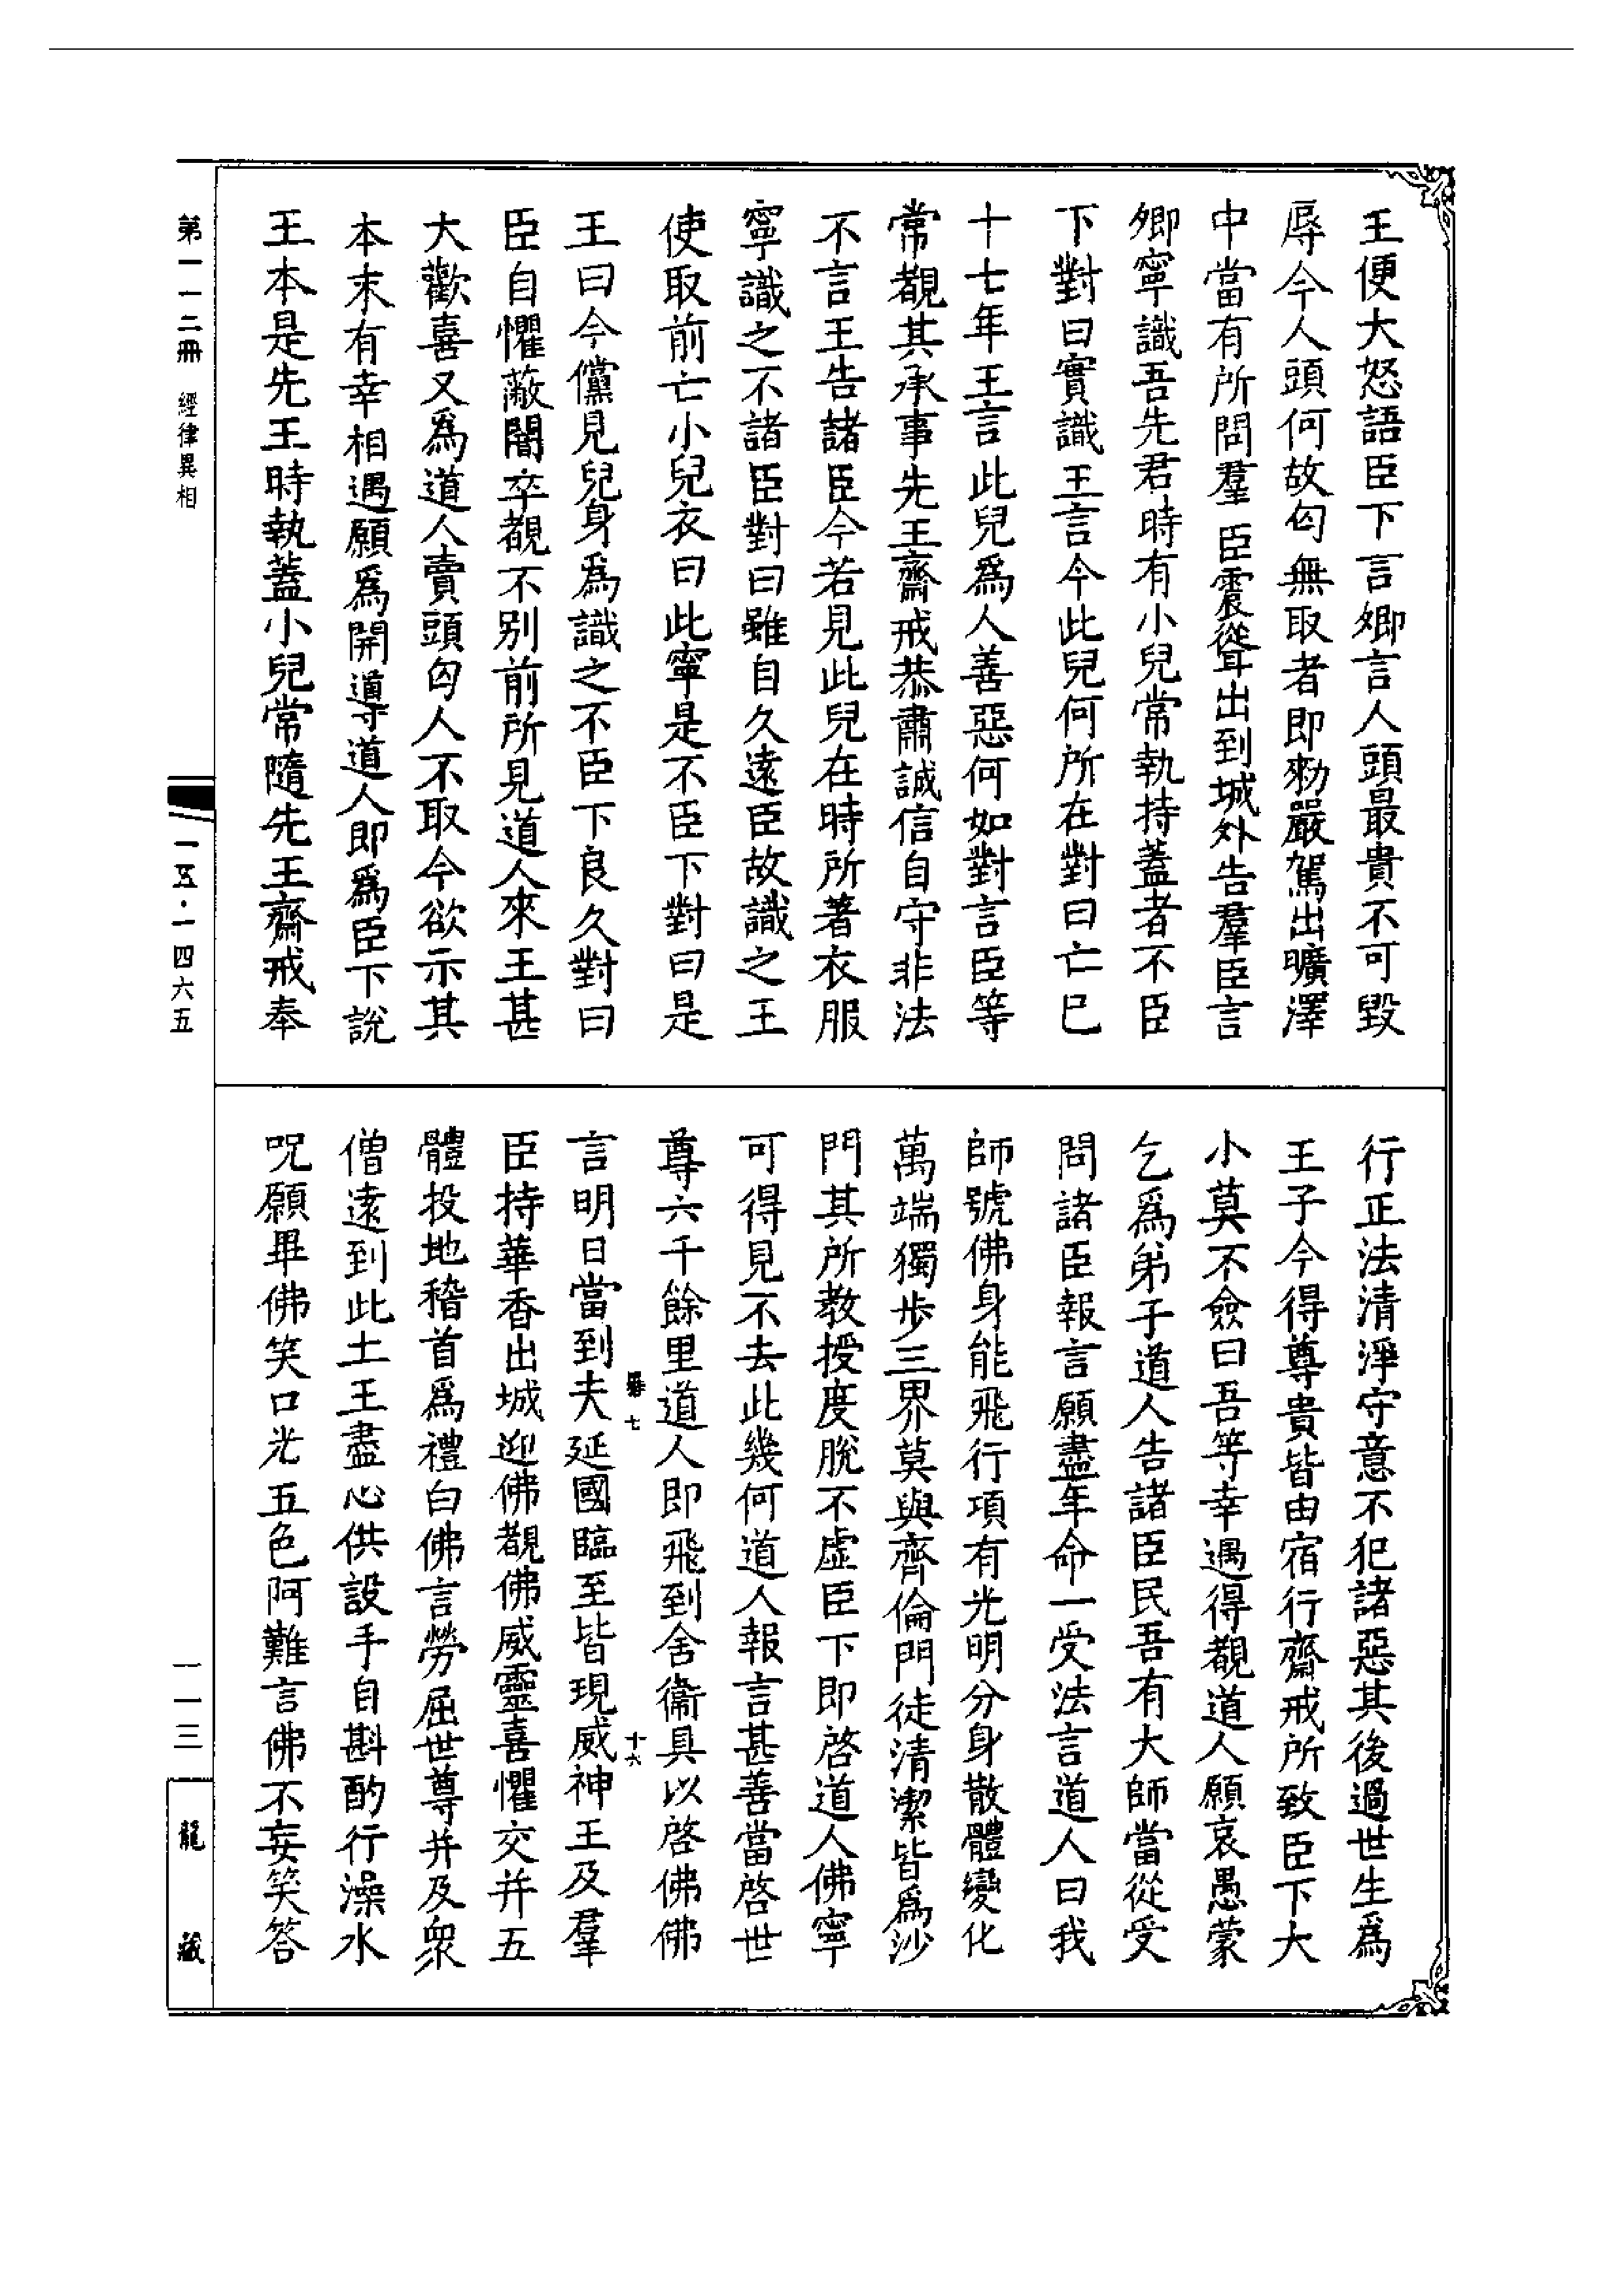 王便大怒語臣下言卿言人頭最貴不可毀
辱今人頭何故匃無取者即勑嚴駕出曠澤
中當有所問羣臣震從耳出到城外告羣臣言
卿寧識吾先君時有小兒常執持蓋者不臣
下對曰實識王言今此兒何所在對曰亡巳
十七年王言此兒為人善惡何如對言臣等
常覩其承事先王齋戒恭肅誠信自守非法
不言王告諸臣今若見此兒在時所著衣服
寧識之不諸臣對曰雖自久遠臣故識之王
使取前亡小兒衣曰此寧是不臣下對曰是
王曰今儻見兒身為識之不臣下良久對曰
臣自懼蔽闇卒覩不別前所見道人來王甚
大歡喜又為道人賣頭匃人不取今欲示其
本末有幸相遇願為開導道人即為臣下說
王本是先王時執蓋小兒常隨先王齋戒奉
行正法清淨守意不犯諸惡其後過世生為
王子今得尊貴皆由宿行齋戒所致臣下大
小莫不僉曰吾等幸遇得覩道人願哀愚蒙
乞為弟子道人告諸臣民吾有大師當從受
問諸臣報言願盡年命一受法言道人曰我
師號佛身能飛行項有光明分身散體變化
萬端獨步三界莫與齊倫門徒清潔皆為沙
門其所教授度脫不虛臣下即啓道人佛寧
可得見不去此幾何道人報言甚善當啓世
尊六千餘里道人即飛到舍衞具以啓佛佛
七 十六
言明日當到夫延國臨至皆現威神王及羣
臣持華香出城迎佛覩佛威靈喜懼交并五
體投地稽首為禮白佛言勞屈世尊并及衆
僧遠到此土王盡心供設手自斟酌行澡水
呪願畢佛笑口光五色阿難言佛不妄笑答
第一一二冊 經律異相
一五·一四六五
一一三
龍藏